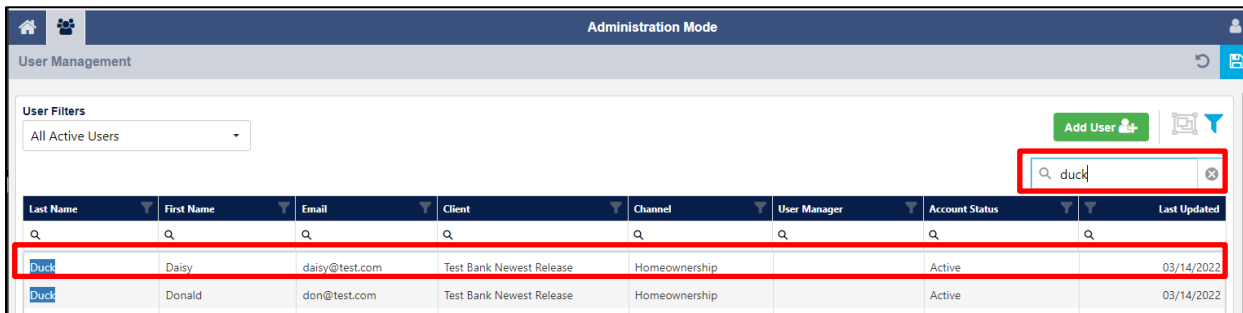 Administration Mode
User Management
User Filters
All Active Users
Add User
duck
Last Name First Name Email Client Channel User Manager Account Status Last Updated
Duck Daisy daisy@test.com Test Bank Newest Release Homeownership Active 03/14/2022
Duck Donald don@test.com Test Bank Newest Release Homeownership Active 03/14/2022